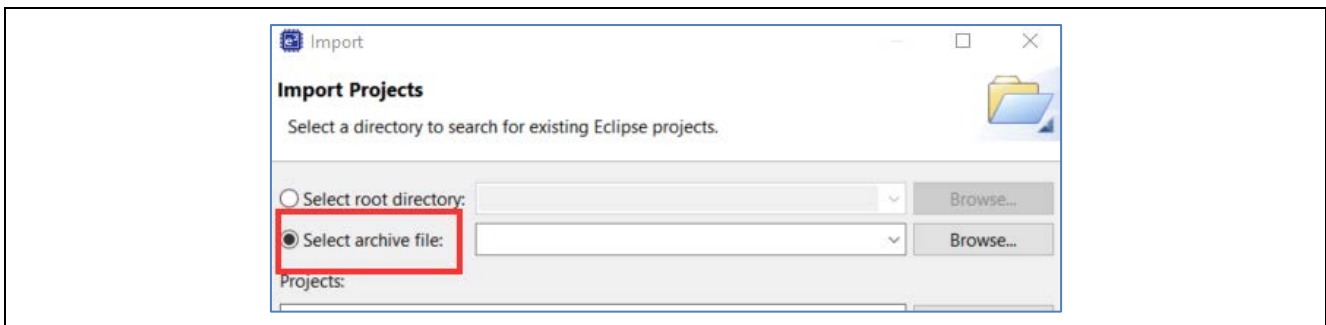 Import
Import Projects
Select a directory to search for existing Eclipse projects.
Select root directory: Browse...
Select archive file: Browse...
Projects: